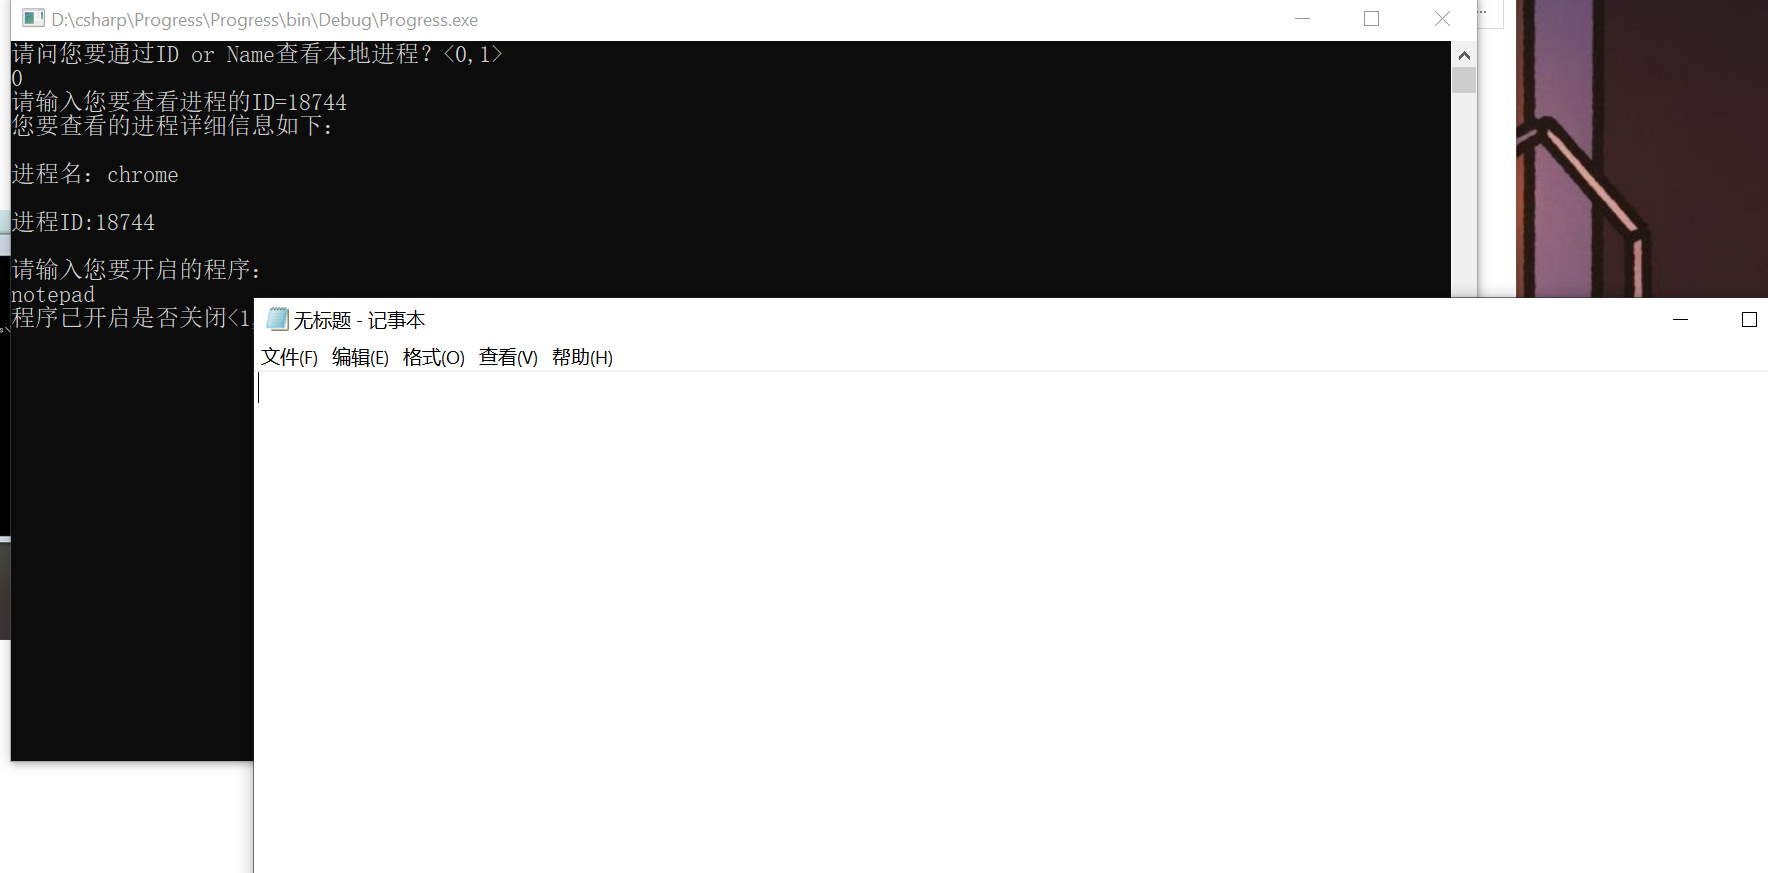 D:\csharp\Progress\Progress\bin\Debug\Progress.exe
请问您要通过ID or Name查看本地进程？<0,1>
0
请输入您要查看进程的ID=18744
您要查看的进程详细信息如下：
进程名：chrome
进程ID:18744
请输入您要开启的程序：
notepad
程序已开启是否关闭<1,
无标题 - 记事本
文件(F) 编辑(E) 格式(O) 查看(V) 帮助(H)